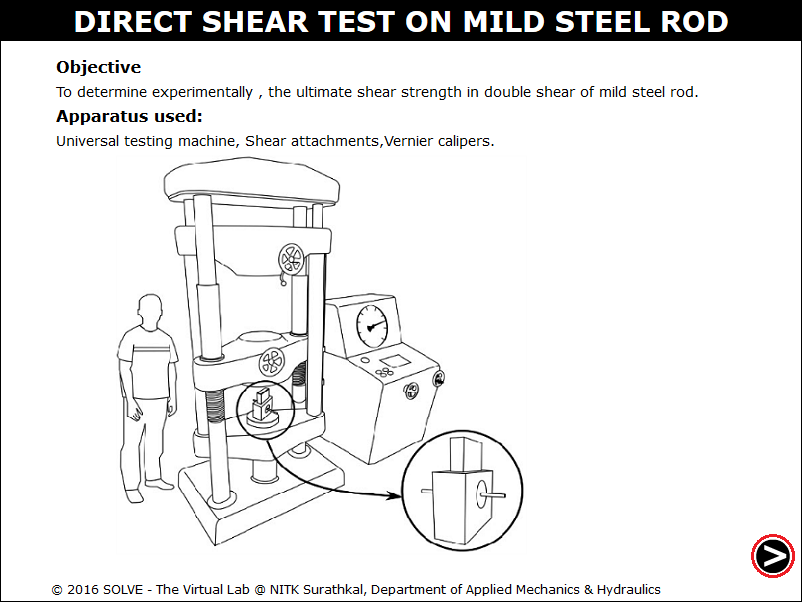 DIRECT SHEAR TEST ON MILD STEEL ROD
Objective
To determine experimentally , the ultimate shear strength in double shear of mild steel rod.
Apparatus used:
Universal testing machine, Shear attachments,Vernier calipers.
© 2016 SOLVE - The Virtual Lab @ NITK Surathkal, Department of Applied Mechanics & Hydraulics